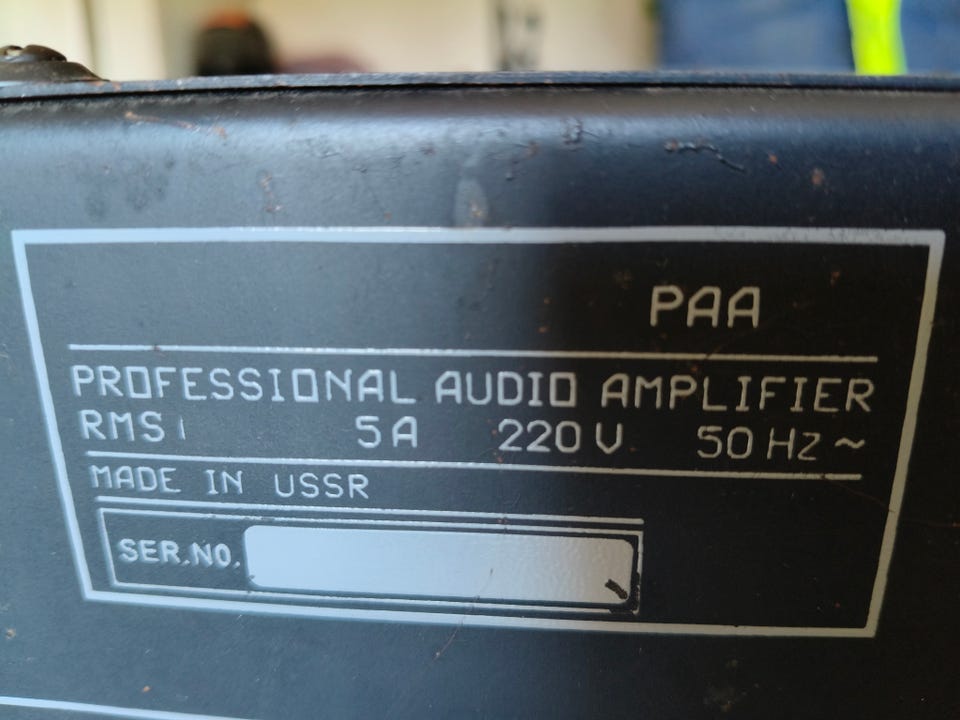 PAA
PROFESSIONAL AUDIO AMPLIFIER
RMS 5A 220V 50HZ~
MADE IN USSR
SER.NO.